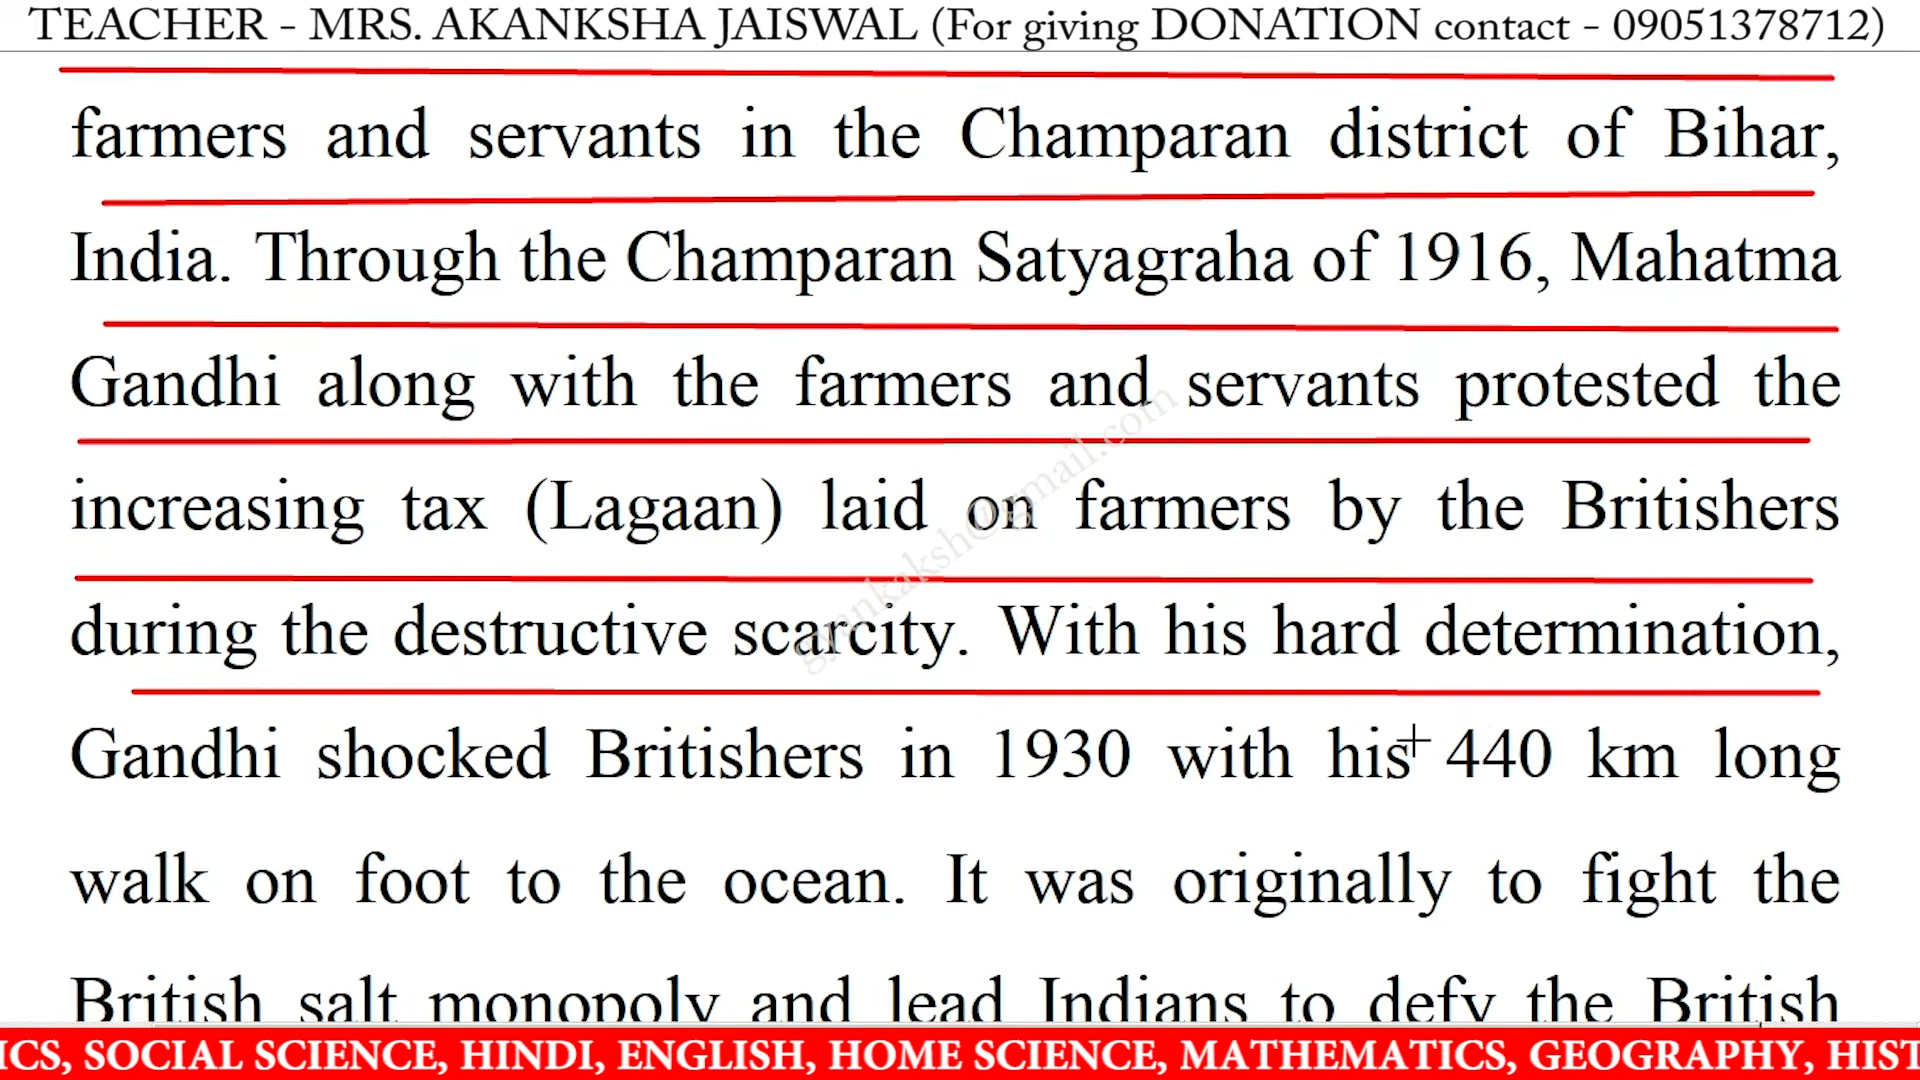 TEACHER - MRS. AKANKSHA JAISWAL (For giving DONATION contact - 09051378712)
farmers and servants in the Champaran district of Bihar,
India. Through the Champaran Satyagraha of 1916, Mahatma
Gandhi along with the farmers and servants protested the
increasing tax (Lagaan) laid on farmers by the Britishers
during the destructive scarcity. With his hard determination,
Gandhi shocked Britishers in 1930 with his 440 km long
walk on foot to the ocean. It was originally to fight the
British salt monopoly and lead Indians to defy the British
gyankaksh@gmail.com
ICS, SOCIAL SCIENCE, HINDI, ENGLISH, HOME SCIENCE, MATHEMATICS, GEOGRAPHY, HIST